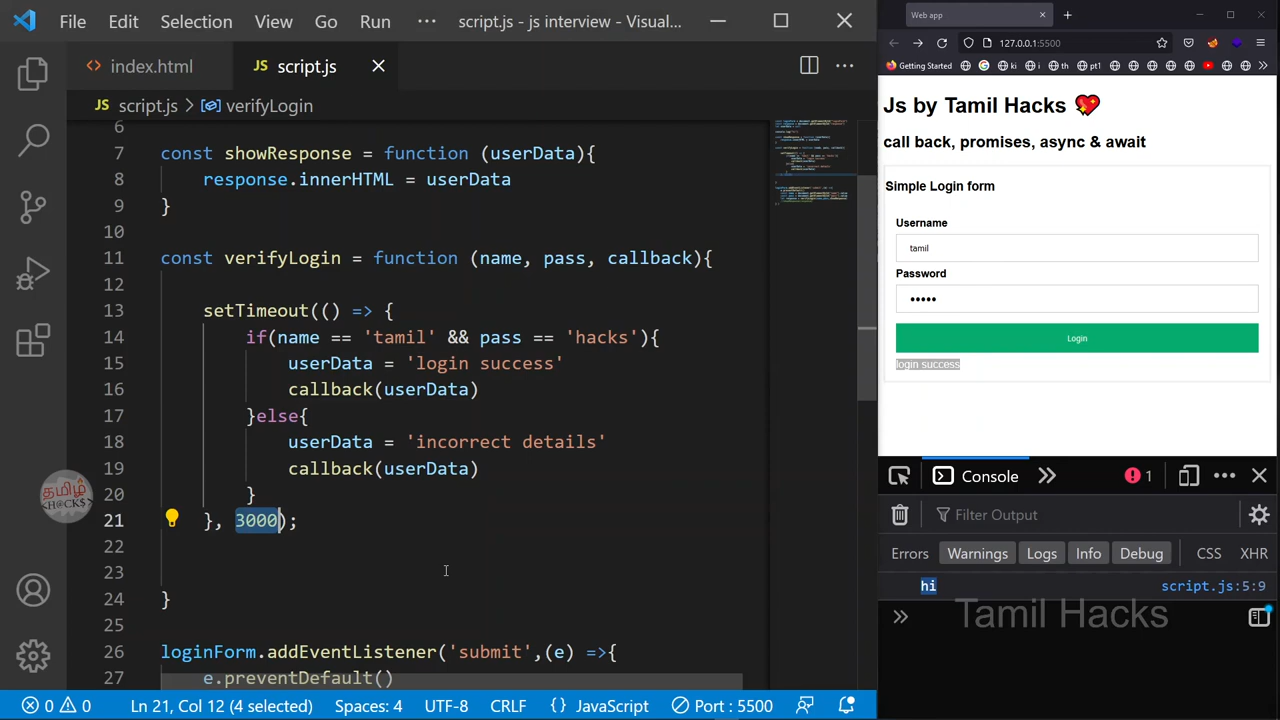 File Edit Selection View Go Run ··· script.js - js interview - Visual...
index.html script.js
script.js > verifyLogin
6
7 const showResponse = function (userData){
8 response.innerHTML = userData
9 }
10
11 const verifyLogin = function (name, pass, callback){
12
13 setTimeout(() => {
14 if(name == 'tamil' && pass == 'hacks'){
15 userData = 'login success'
16 callback(userData)
17 }else{
18 userData = 'incorrect details'
19 callback(userData)
20 }
21 }, 3000);
22
23
24 }
25
26 loginForm.addEventListener('submit',(e) =>{
27 e.preventDefault()
தமிழ்
<H@CK$>
0 0 Ln 21, Col 12 (4 selected) Spaces: 4 UTF-8 CRLF {} JavaScript Port : 5500
Web app
127.0.0.1:5500
Getting Started ki i th pt1
Js by Tamil Hacks 💖
call back, promises, async & await
Simple Login form
Username
tamil
Password
•••••
Login
login success
Console 1
Filter Output
Errors Warnings Logs Info Debug CSS XHR
hi script.js:5:9
Tamil Hacks